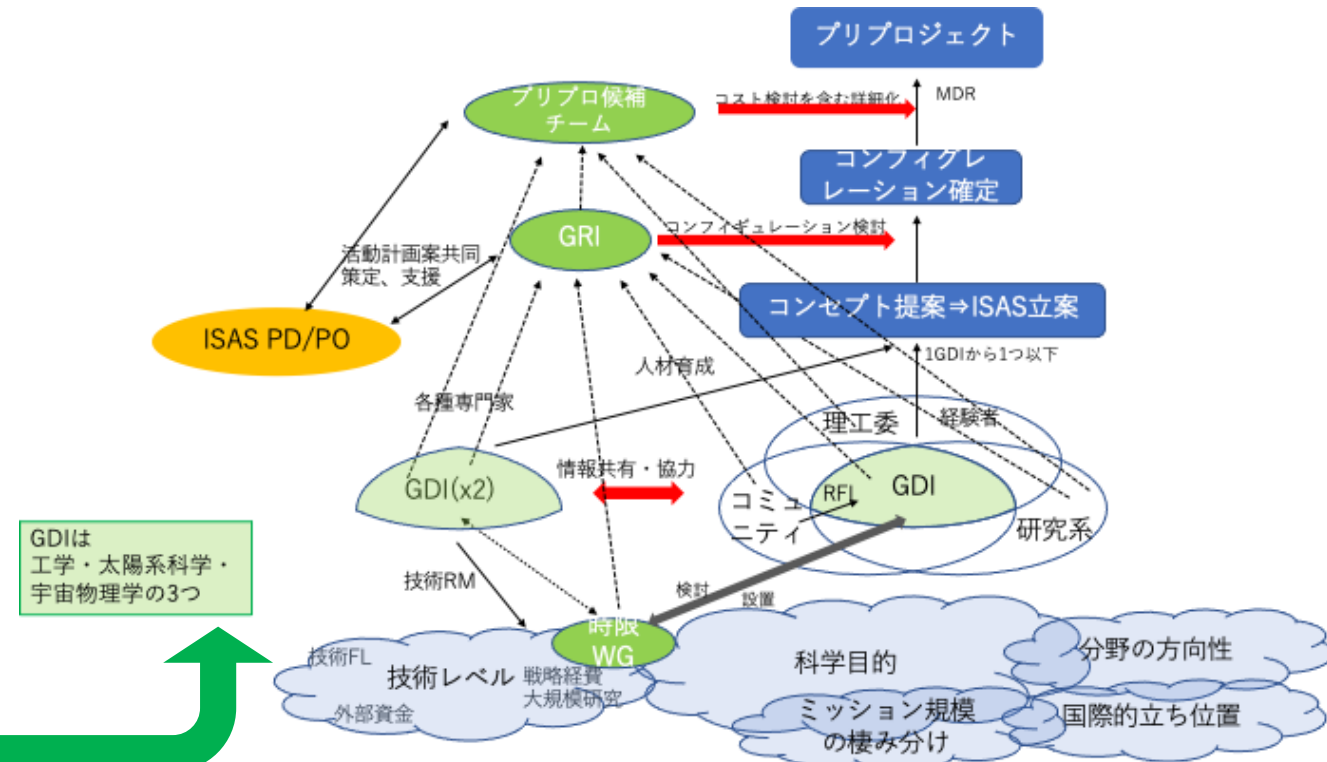 プリプロジェクト
プリプロ候補
チーム
コスト検討を含む詳細化
MDR
コンフィグレ
レーション確定
GRI
コンフィギュレーション検討
活動計画案共同
策定、支援
コンセプト提案⇒ISAS立案
ISAS PD/PO
1GDIから1つ以下
人材育成
各種専門家
理工委
経験者
情報共有・協力
GDI(x2)
RFI
GDI
コミュ
ニティ
研究系
GDIは
工学・太陽系科学・
宇宙物理学の3つ
技術RM
検討
設置
時限
WG
技術FL
技術レベル
戦略経費
大規模研究
外部資金
科学目的
分野の方向性
ミッション規模
の棲み分け
国際的立ち位置